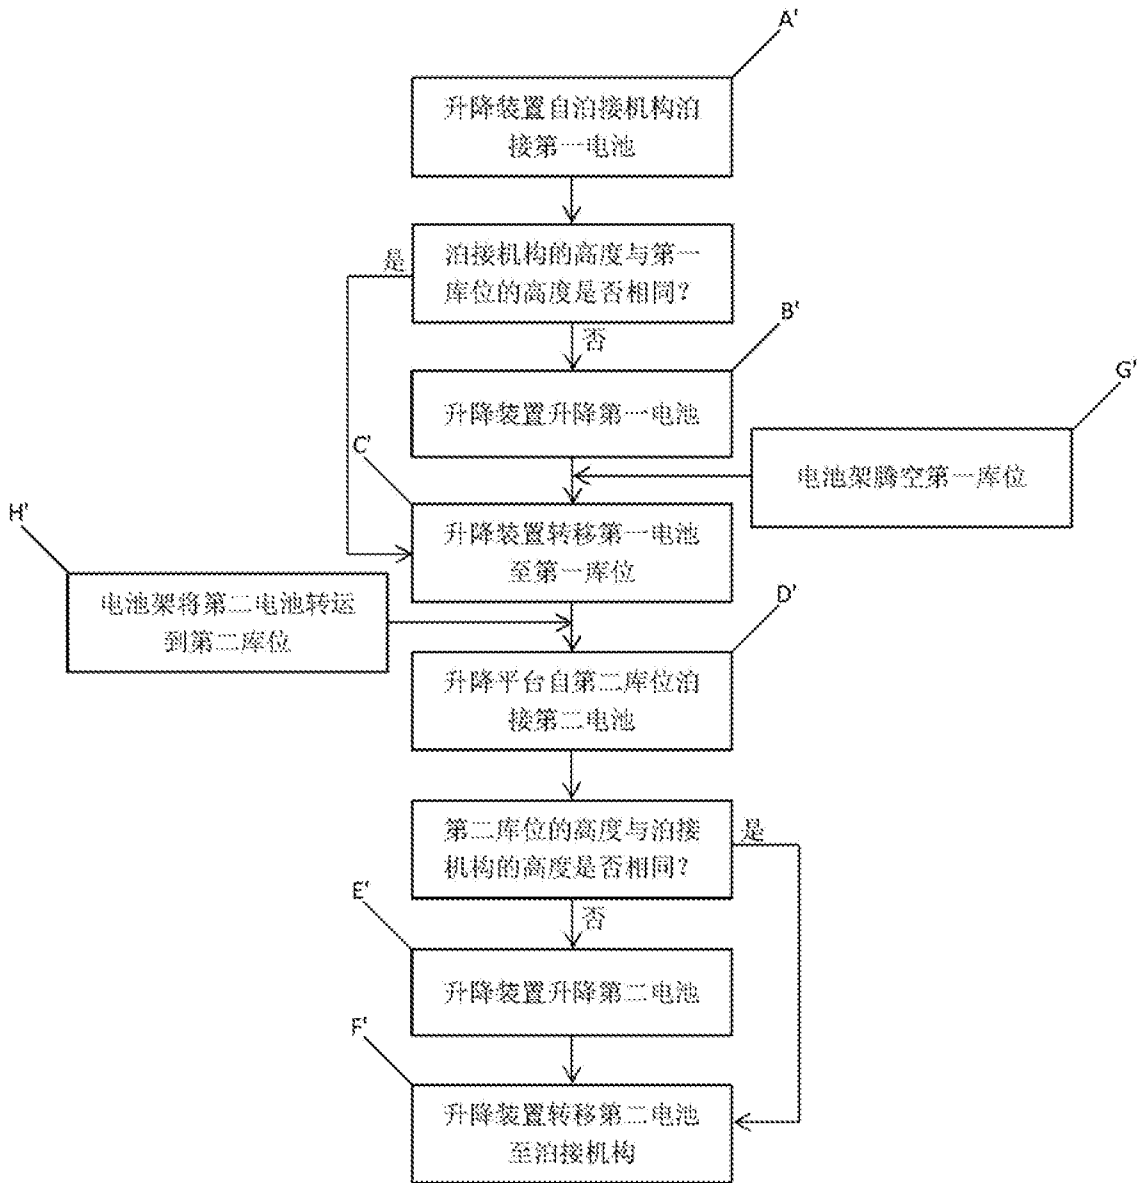 A'
升降装置自泊接机构泊
接第一电池
是
泊接机构的高度与第一
库位的高度是否相同?
否
B'
升降装置升降第一电池
G'
电池架腾空第一库位
C'
升降装置转移第一电池
至第一库位
H'
电池架将第二电池转运
到第二库位
D'
升降平台自第二库位泊
接第二电池
第二库位的高度与泊接
机构的高度是否相同?
是
否
E'
升降装置升降第二电池
F'
升降装置转移第二电池
至泊接机构